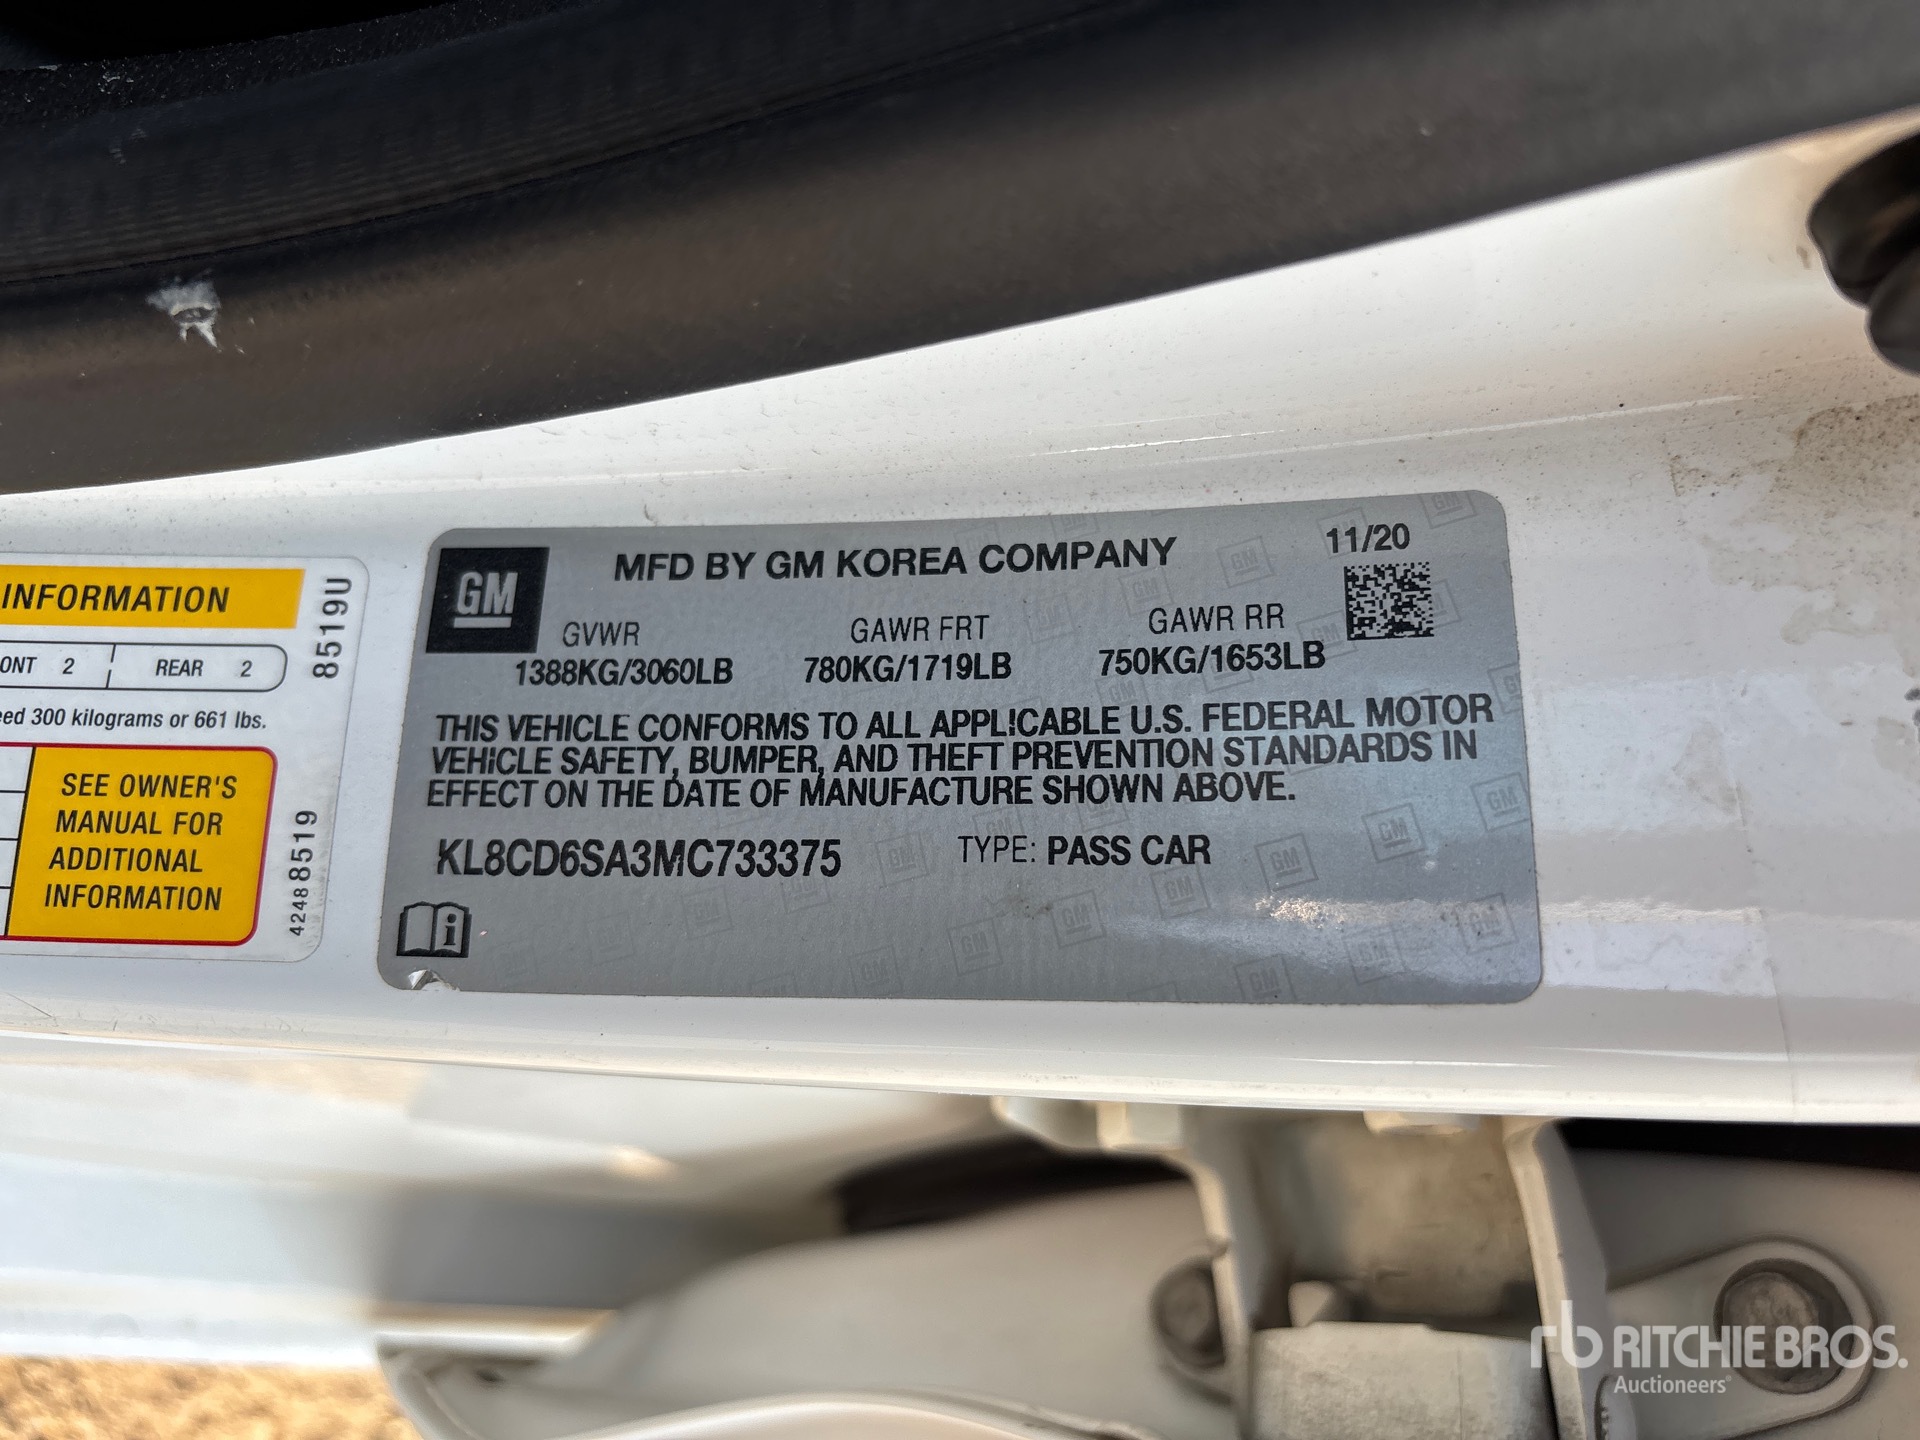 INFORMATION
ONT 2 REAR 2
eed 300 kilograms or 661 lbs.
SEE OWNER'S
MANUAL FOR
ADDITIONAL
INFORMATION
8519U
42488519
GM
MFD BY GM KOREA COMPANY 11/20
GVWR GAWR FRT GAWR RR
1388KG/3060LB 780KG/1719LB 750KG/1653LB
THIS VEHICLE CONFORMS TO ALL APPLICABLE U.S. FEDERAL MOTOR
VEHICLE SAFETY, BUMPER, AND THEFT PREVENTION STANDARDS IN
EFFECT ON THE DATE OF MANUFACTURE SHOWN ABOVE.
KL8CD6SA3MC733375 TYPE: PASS CAR
rb RITCHIE BROS.
Auctioneers